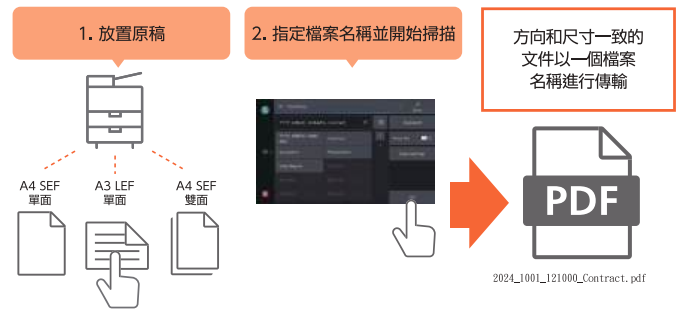 1. 放置原稿
2. 指定檔案名稱並開始掃描
方向和尺寸一致的
文件以一個檔案
名稱進行傳輸
A4 SEF
單面
A3 LEF
單面
A4 SEF
雙面
PDF
2024_1001_121000_Contract.pdf